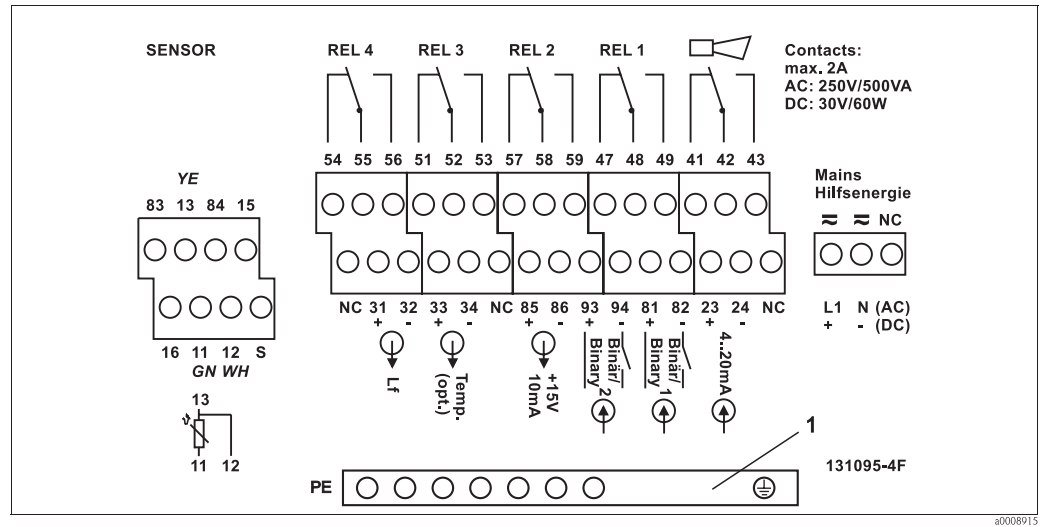 SENSOR
REL 4 REL 3 REL 2 REL 1
Contacts:
max. 2A
AC: 250V/500VA
DC: 30V/60W
54 55 56 51 52 53 57 58 59 47 48 49 41 42 43
YE
83 13 84 15
16 11 12 S
GN WH
13
11 12
Mains
Hilfsenergie
≂ ≂ NC
L1 N (AC)
+ - (DC)
NC 31 32 33 34 NC 85 86 93 94 81 82 23 24 NC
+ - + - + - + - + - + -
Lf
Temp.
(opt.)
+15V
10mA
Binär/
Binary 2
Binär/
Binary 1
4..20mA
1
PE
131095-4F
a0008915